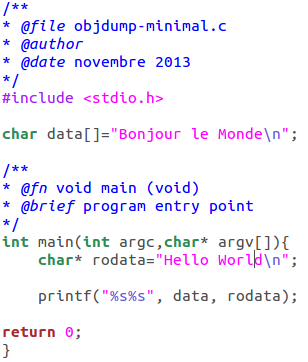 /**
* @file objdump-minimal.c
* @author
* @date novembre 2013
*/
#include <stdio.h>
char data[]="Bonjour le Monde\n";
/**
* @fn void main (void)
* @brief program entry point
*/
int main(int argc,char* argv[]){
char* rodata="Hello World\n";
printf("%s%s", data, rodata);
return 0;
}